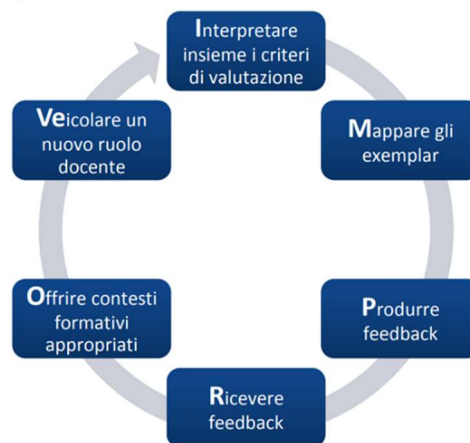 Interpretare
insieme i criteri
di valutazione
Mappare gli
exemplar
Produrre
feedback
Ricevere
feedback
Offrire contesti
formativi
appropriati
Veicolare un
nuovo ruolo
docente